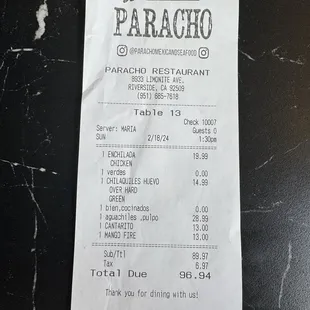 PARACHO
@PARACHOMEXICANDSEAFOOD
PARACHO RESTAURANT
8933 LIMONITE AVE.
RIVERSIDE, CA 92509
(951) 685-7618
Table 13
Check 10007
Server: MARIA Guests 0
SUN 2/18/24 1:30pm
1 ENCHILADA 19.99
CHICKEN
1 verdes 0.00
1 CHILAQUILES HUEVO 14.99
OVER HARD
GREEN
1 bien,cocinados 0.00
1 aguachiles ,pulpo 28.99
1 CANTARITO 13.00
1 MANGO FIRE 13.00
Sub/Ttl 89.97
Tax 6.97
Total Due 96.94
Thank you for dining with us!